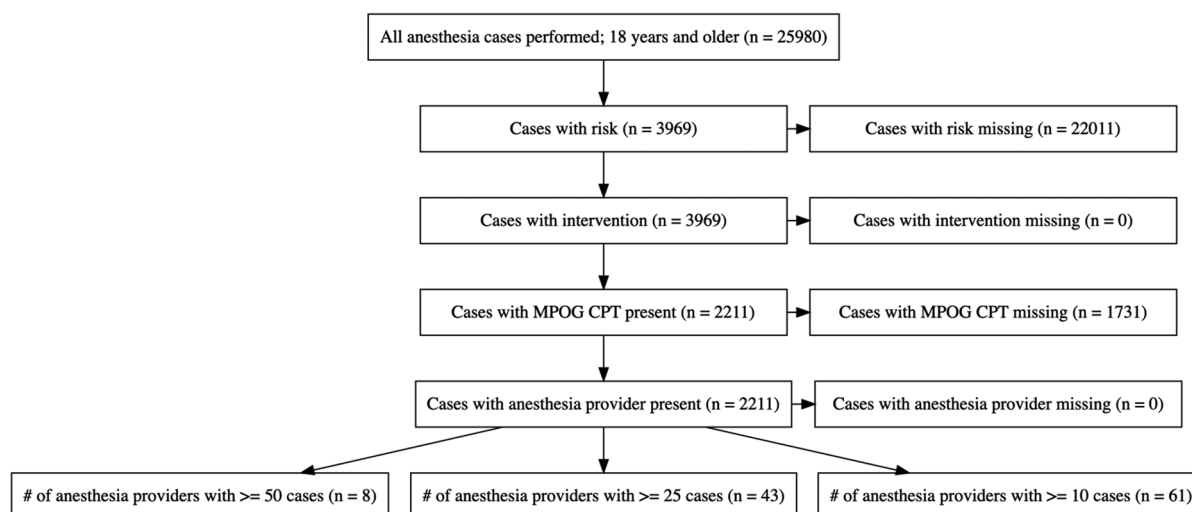 All anesthesia cases performed; 18 years and older (n = 25980)
Cases with risk (n = 3969)
Cases with risk missing (n = 22011)
Cases with intervention (n = 3969)
Cases with intervention missing (n = 0)
Cases with MPOG CPT present (n = 2211)
Cases with MPOG CPT missing (n = 1731)
Cases with anesthesia provider present (n = 2211)
Cases with anesthesia provider missing (n = 0)
# of anesthesia providers with >= 50 cases (n = 8)
# of anesthesia providers with >= 25 cases (n = 43)
# of anesthesia providers with >= 10 cases (n = 61)